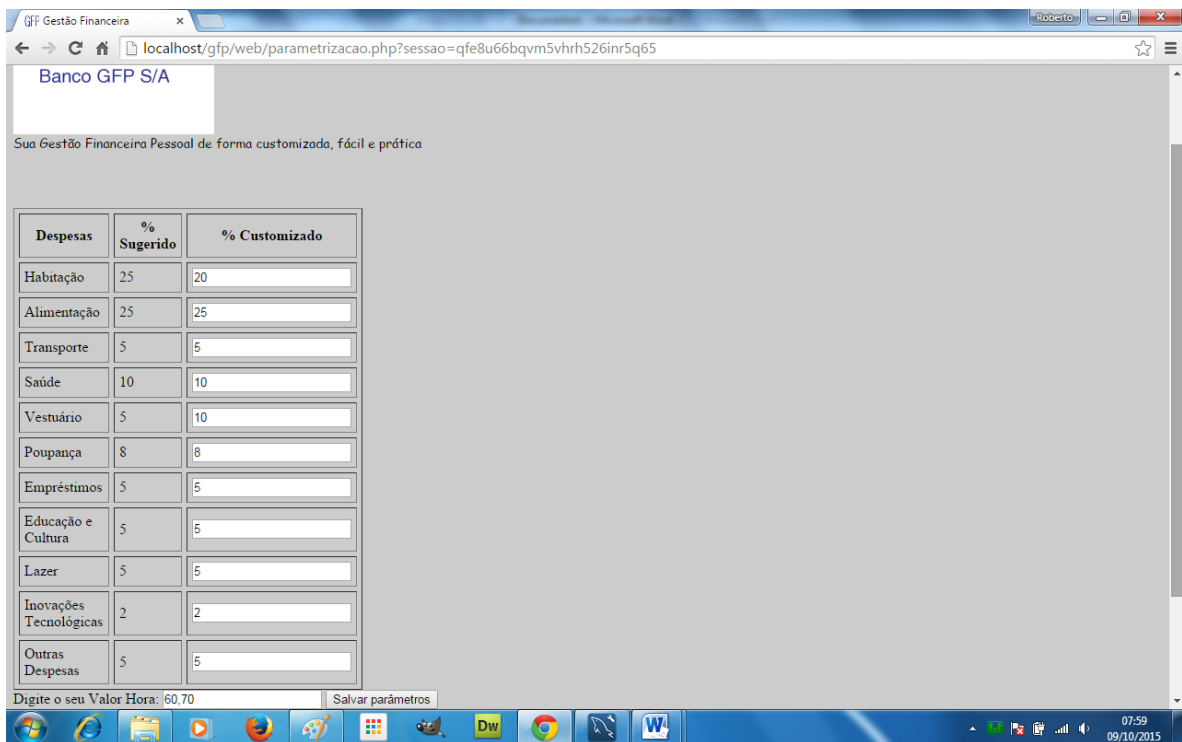 GFP Gestão Financeira
Roberto
localhost/gfp/web/parametrizacao.php?sessao=qfe8u66bqvm5vhrh526inr5q65
Banco GFP S/A
Sua Gestão Financeira Pessoal de forma customizada, fácil e prática
Despesas % Sugerido % Customizado
Habitação 25 20
Alimentação 25 25
Transporte 5 5
Saúde 10 10
Vestuário 5 10
Poupança 8 8
Empréstimos 5 5
Educação e Cultura 5 5
Lazer 5 5
Inovações Tecnológicas 2 2
Outras Despesas 5 5
Digite o seu Valor Hora: 60,70 Salvar parâmetros
Dw
W
07:59
09/10/2015